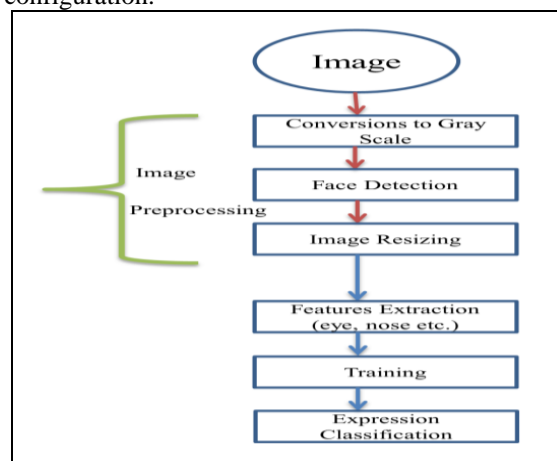 configuration.
Image
Conversions to Gray
Scale
Image
Face Detection
Preprocessing
Image Resizing
Features Extraction
(eye, nose etc.)
Training
Expression
Classification